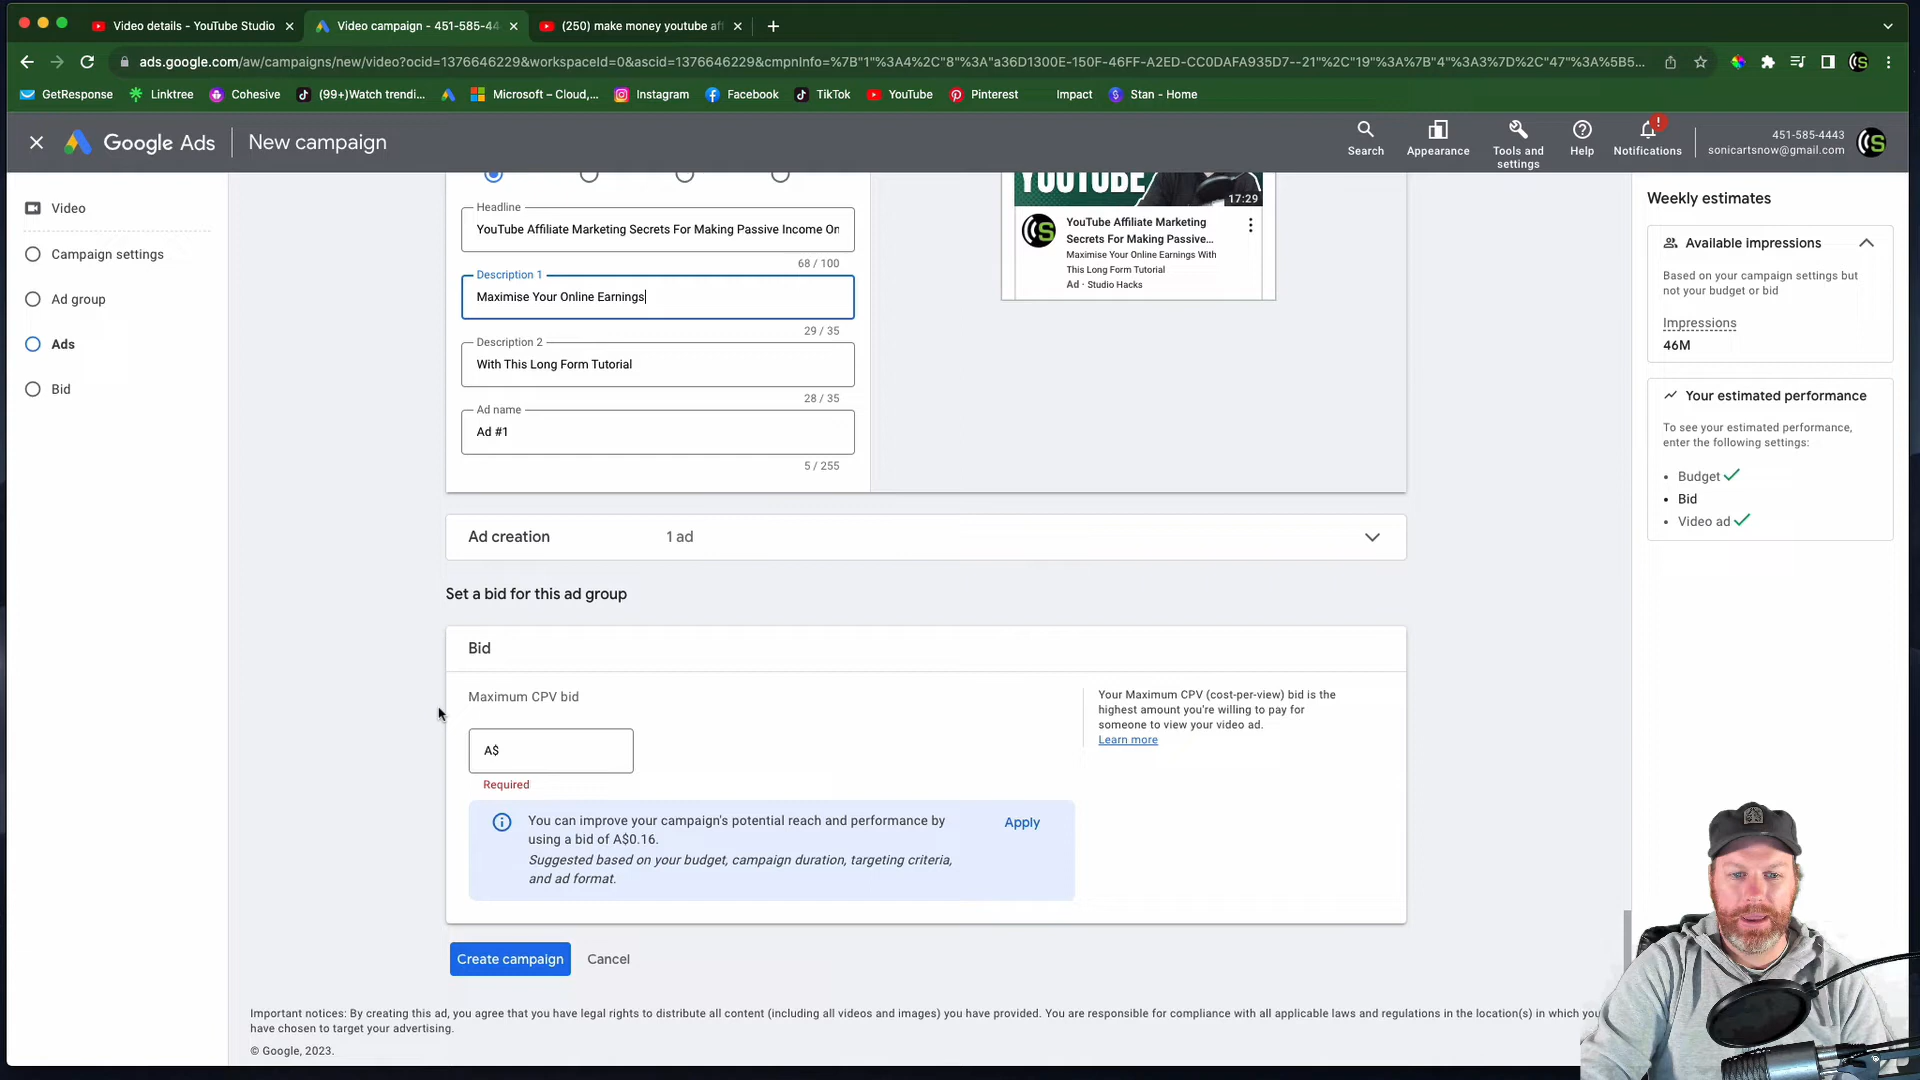 Video details - YouTube Studio
Video campaign - 451-585-44
(250) make money youtube af
ads.google.com/aw/campaigns/new/video?ocid=1376646229&workspaceId=0&ascid=1376646229&cmpnInfo=%7B"1"%3A4%2C"8"%3A"a36D1300E-150F-46FF-A2ED-CC0DAFA935D7--21"%2C"19"%3A%7B"4"%3A3%7D%2C"47"%3A%5B5...
GetResponse
Linktree
Cohesive
(99+)Watch trendi...
Microsoft – Cloud,...
Instagram
Facebook
TikTok
YouTube
Pinterest
Impact
Stan - Home
Google Ads
New campaign
Search
Appearance
Tools and
settings
Help
Notifications
451-585-4443
sonicartsnow@gmail.com
Video
Campaign settings
Ad group
Ads
Bid
Headline
YouTube Affiliate Marketing Secrets For Making Passive Income On
68 / 100
Description 1
Maximise Your Online Earnings
29 / 35
Description 2
With This Long Form Tutorial
28 / 35
Ad name
Ad #1
5 / 255
YOUTUBE
17:29
YouTube Affiliate Marketing
Secrets For Making Passive...
Maximise Your Online Earnings With
This Long Form Tutorial
Ad · Studio Hacks
Ad creation
1 ad
Set a bid for this ad group
Bid
Maximum CPV bid
A$
Required
You can improve your campaign's potential reach and performance by
using a bid of A$0.16.
Suggested based on your budget, campaign duration, targeting criteria,
and ad format.
Apply
Your Maximum CPV (cost-per-view) bid is the
highest amount you're willing to pay for
someone to view your video ad.
Learn more
Create campaign
Cancel
Important notices: By creating this ad, you agree that you have legal rights to distribute all content (including all videos and images) you have provided. You are responsible for compliance with all applicable laws and regulations in the location(s) in which you
have chosen to target your advertising.
© Google, 2023.
Weekly estimates
Available impressions
Based on your campaign settings but
not your budget or bid
Impressions
46M
Your estimated performance
To see your estimated performance,
enter the following settings:
Budget
Bid
Video ad